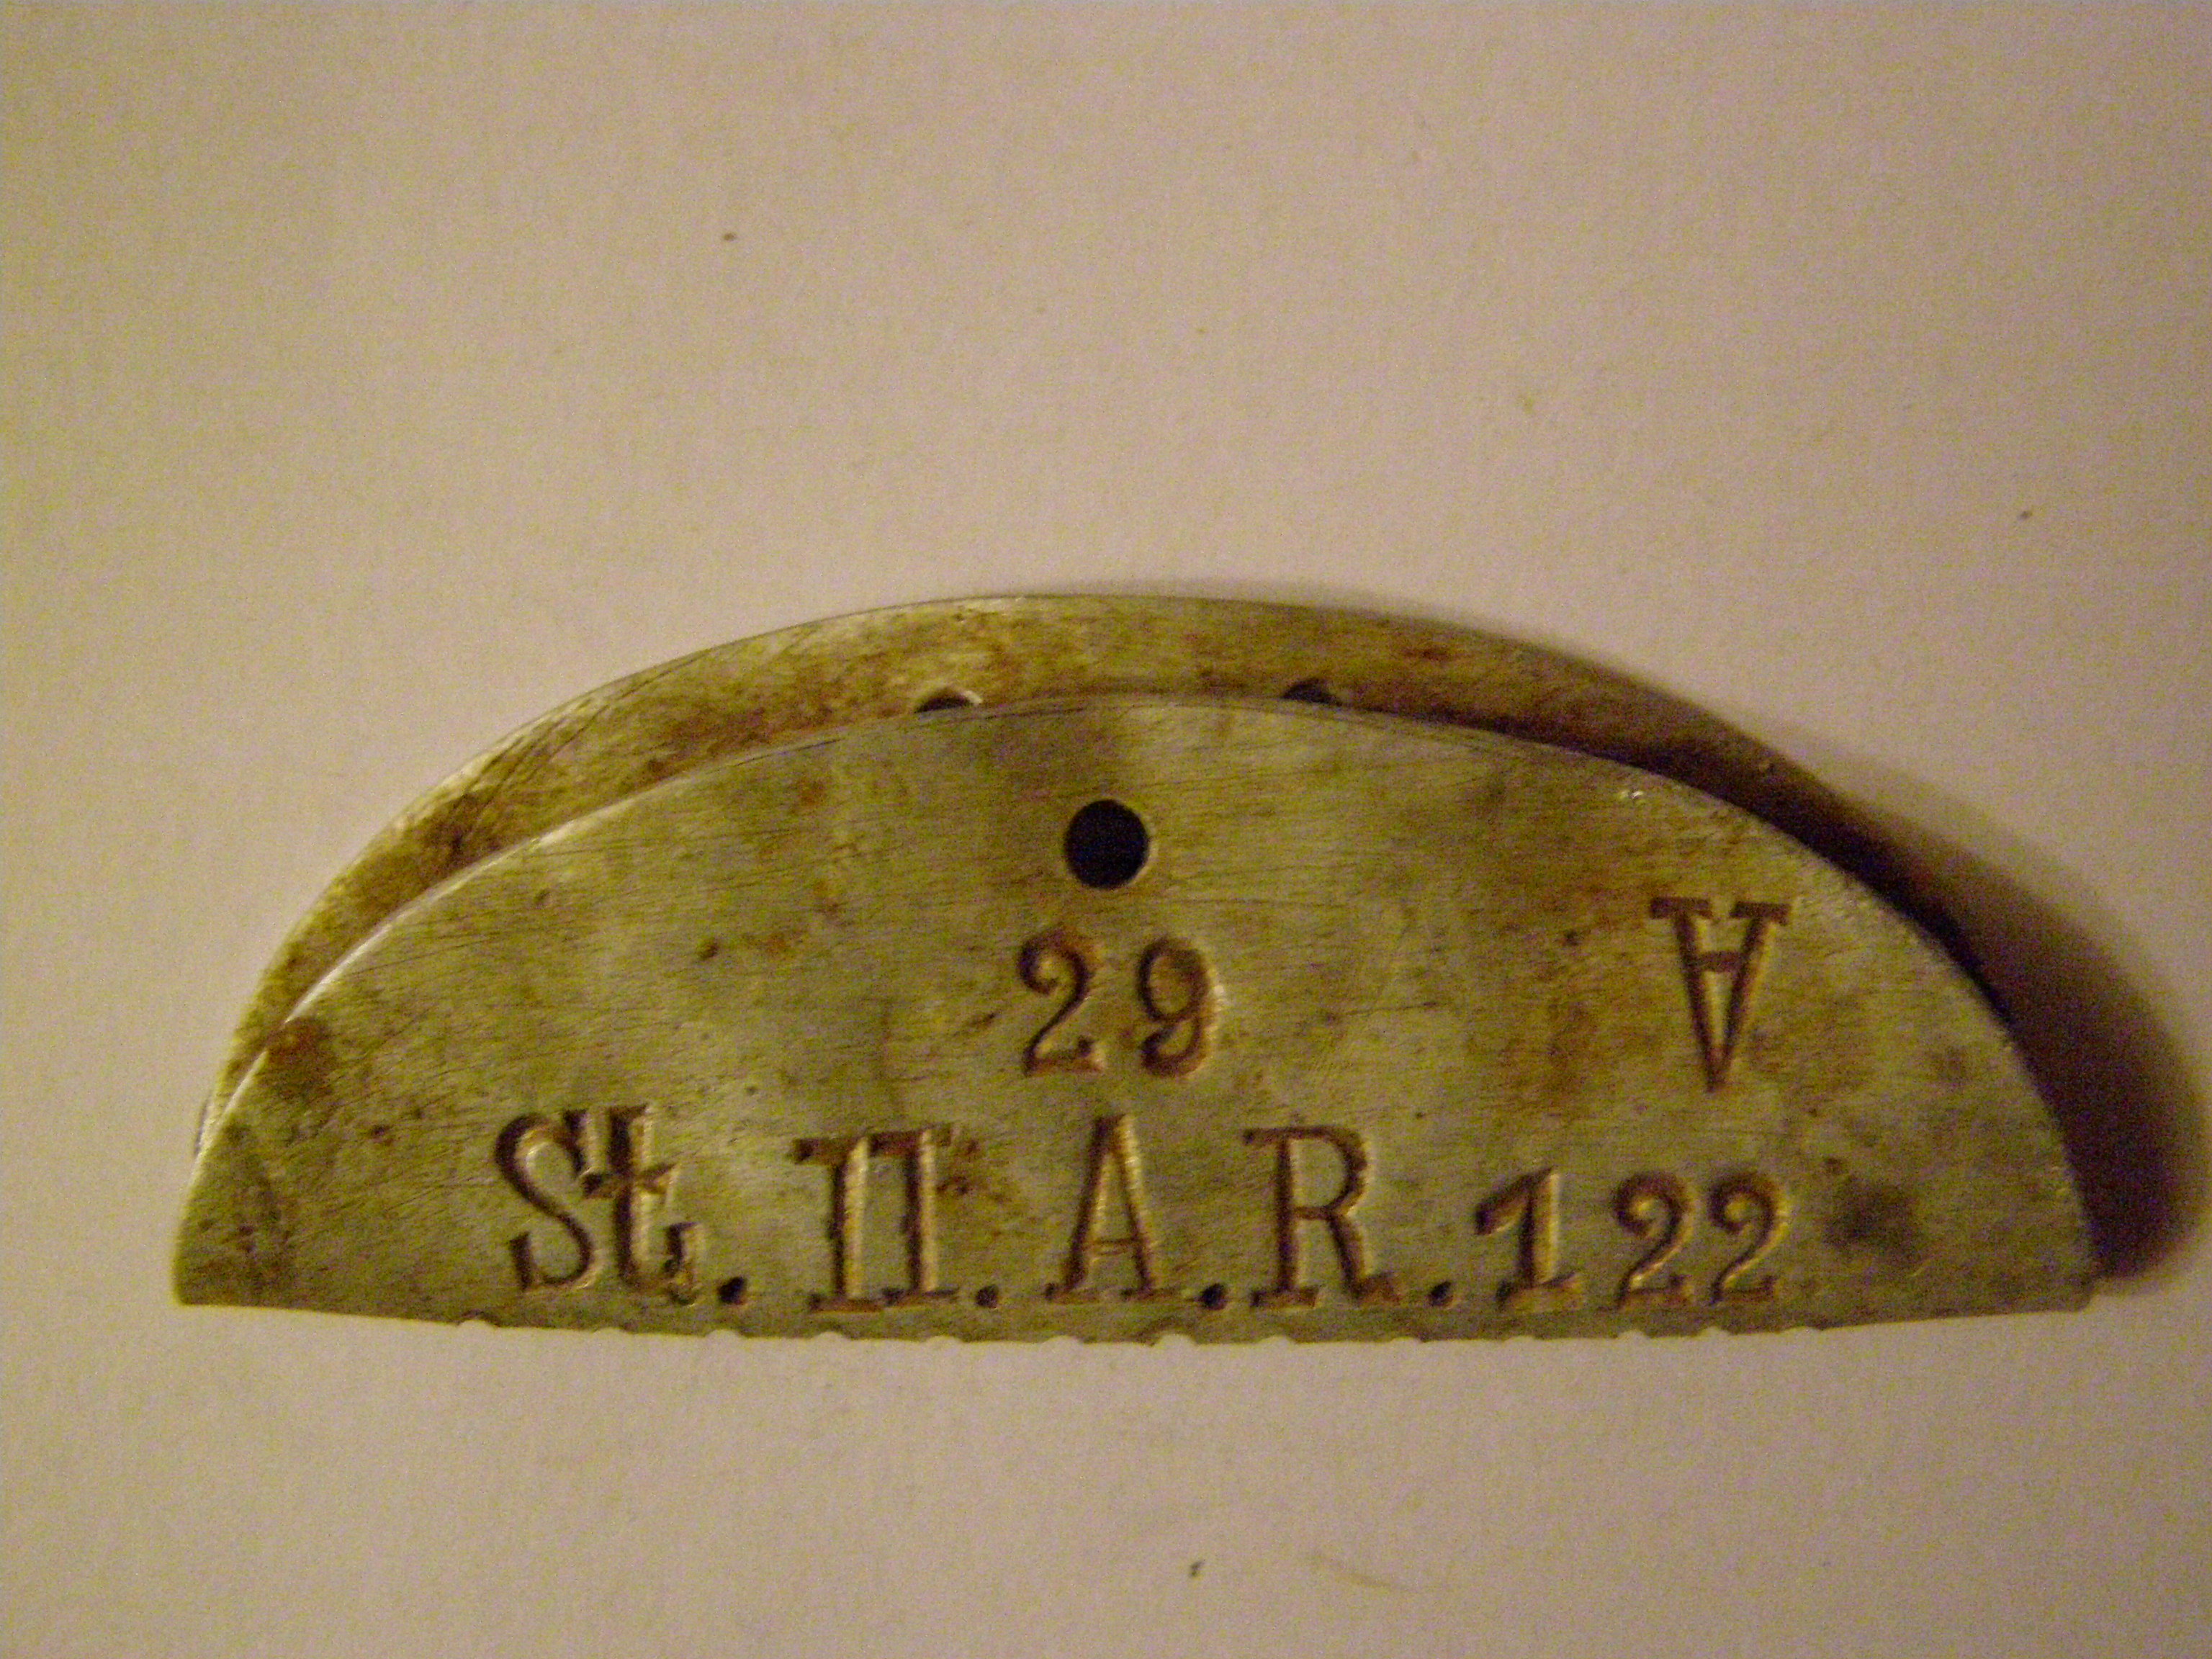 29
A
St. II. A. R. 122